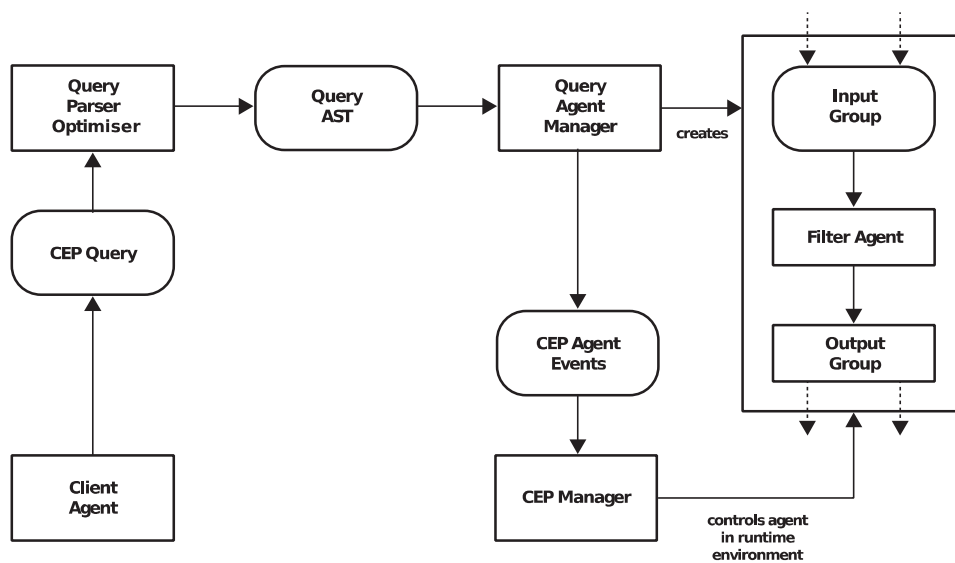 Query
Parser
Optimiser
Query
AST
Query
Agent
Manager
creates
Input
Group
CEP Query
Filter Agent
CEP Agent
Events
Output
Group
Client
Agent
CEP Manager
controls agent
in runtime
environment